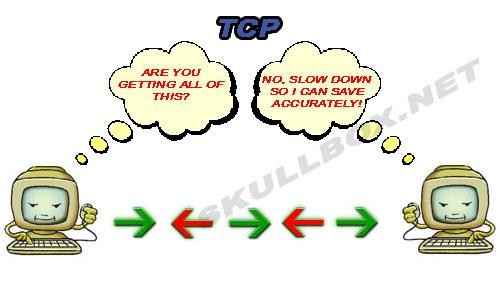 TCP
ARE YOU
GETTING ALL OF
THIS?
NO, SLOW DOWN
SO I CAN SAVE
ACCURATELY!
SKULLBOX.NET